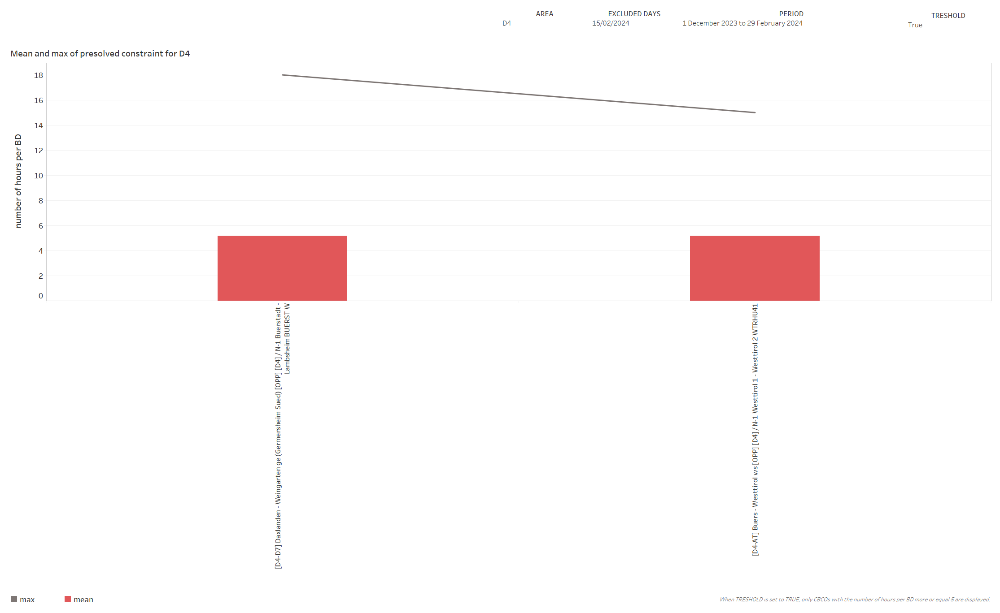 AREA
D4
EXCLUDED DAYS
15/02/2024
PERIOD
1 December 2023 to 29 February 2024
TRESHOLD
True
Mean and max of presolved constraint for D4
number of hours per BD
18
16
14
12
10
8
6
4
2
0
[D4-D7] Daxlanden - Weingarten ge (Germersheim Sued) [OPP] [D4] / N-1 Buerstadt -
Lambsheim BUERST W
[D4-AT] Buers - Westtirol ws [OPP] [D4] / N-1 Westtirol 1 - Westtirol 2 WTRHU41
max
mean
When TRESHOLD is set to TRUE, only CBCOs with the number of hours per BD more or equal 5 are displayed.